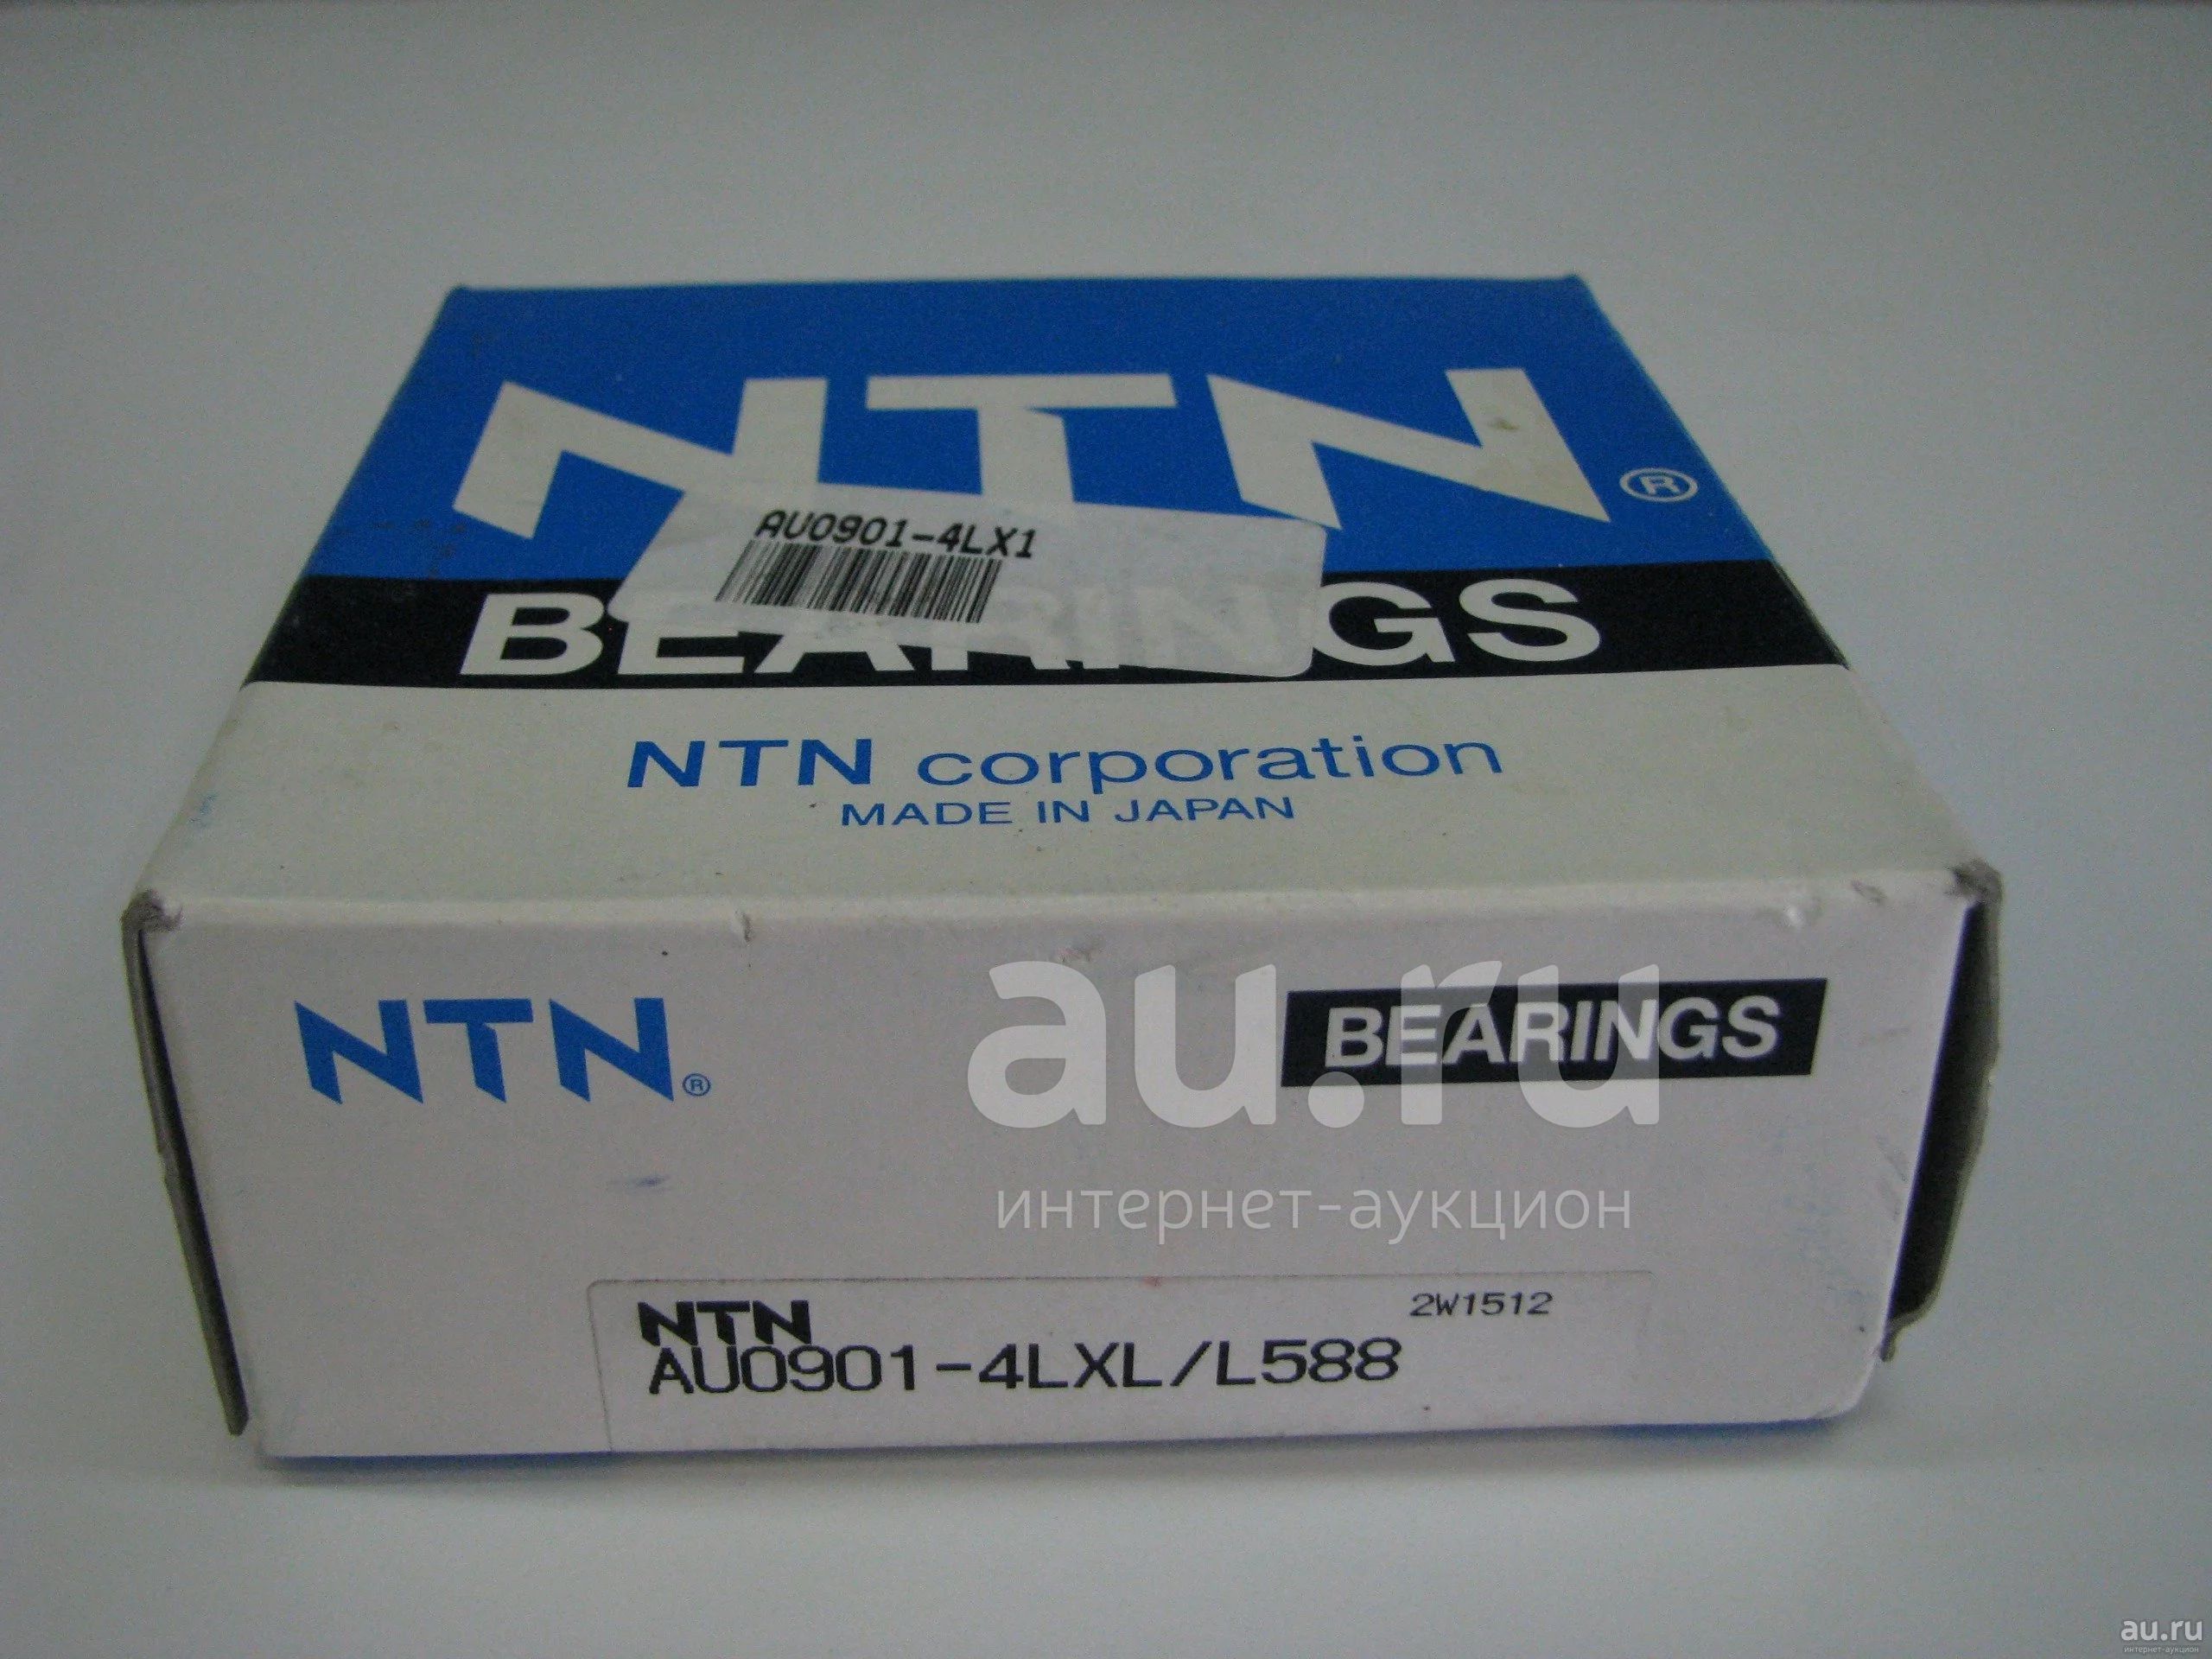 NTN ®
AU0901-4LX1
BEARINGS
NTN corporation
MADE IN JAPAN
NTN ®
BEARINGS
au.ru
интернет-аукцион
2W1512
NTN
AU0901-4LXL/L588
au.ru
интернет-аукцион